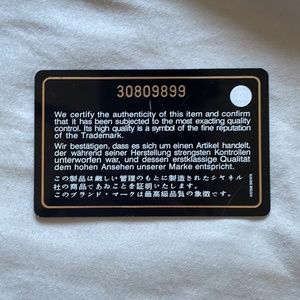 30809899
We certify the authenticity of this item and confirm
that it has been subjected to the most exacting quality
control. Its high quality is a symbol of the fine reputation
of the Trademark.
Wir bestätigen, dass es sich um einen Artikel handelt,
der während seiner Herstellung strengsten Kontrollen
unterworfen war, und dessen erstklassige Qualität
dem hohen Ansehen unserer Marke entspricht.
この製品は厳しい管理のもとに製造されたシャネル
社の商品であることを証明いたします。
このブランド・マークは最高級品質の象徴です。